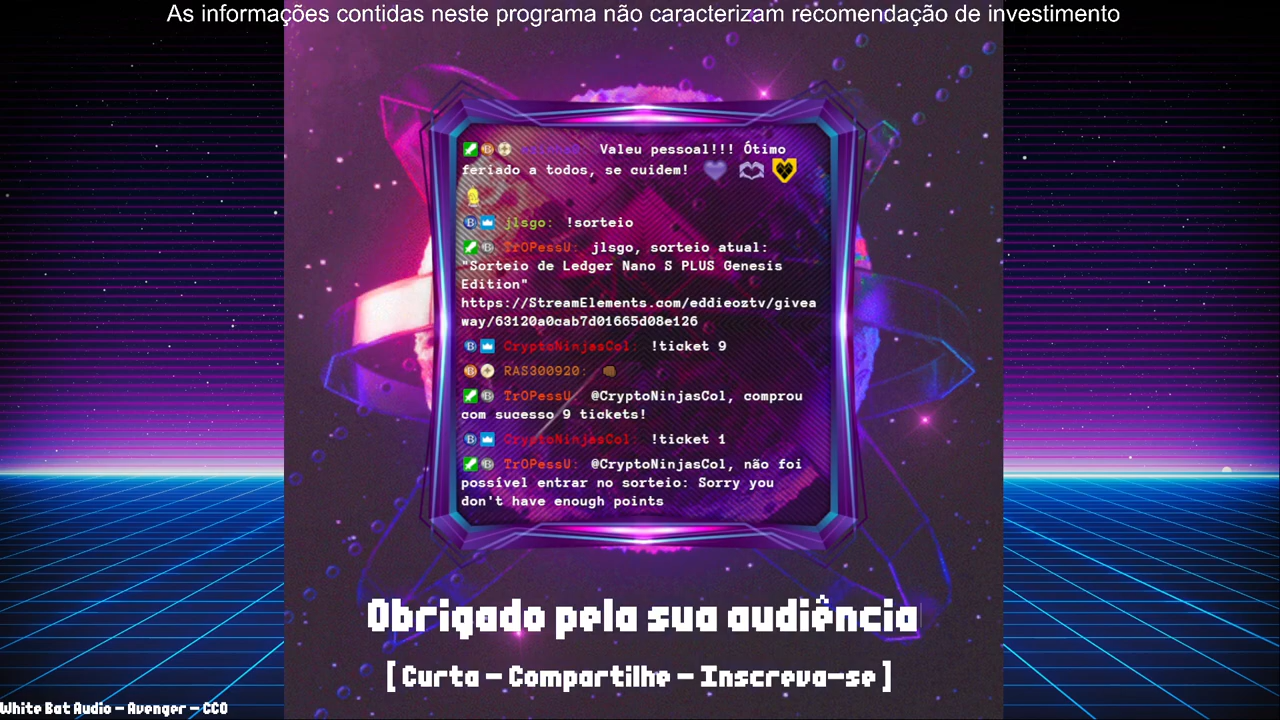 As informações contidas neste programa não caracterizam recomendação de investimento
Valeu pessoal!!! Ótimo
feriado a todos, se cuidem!
jlsgo: !sorteio
TrOPessU: jlsgo, sorteio atual:
"Sorteio de Ledger Nano S PLUS Genesis
Edition"
https://StreamElements.com/eddieoztv/givea
way/63120a0cab7d01665d08e126
CryptoNinjasCol: !ticket 9
RAS300920:
TrOPessU: @CryptoNinjasCol, comprou
com sucesso 9 tickets!
CryptoNinjasCol: !ticket 1
TrOPessU: @CryptoNinjasCol, não foi
possível entrar no sorteio: Sorry you
don't have enough points
Obrigado pela sua audiência
[ Curta - Compartilhe - Inscreva-se ]
White Bat Audio - Avenger - CC0